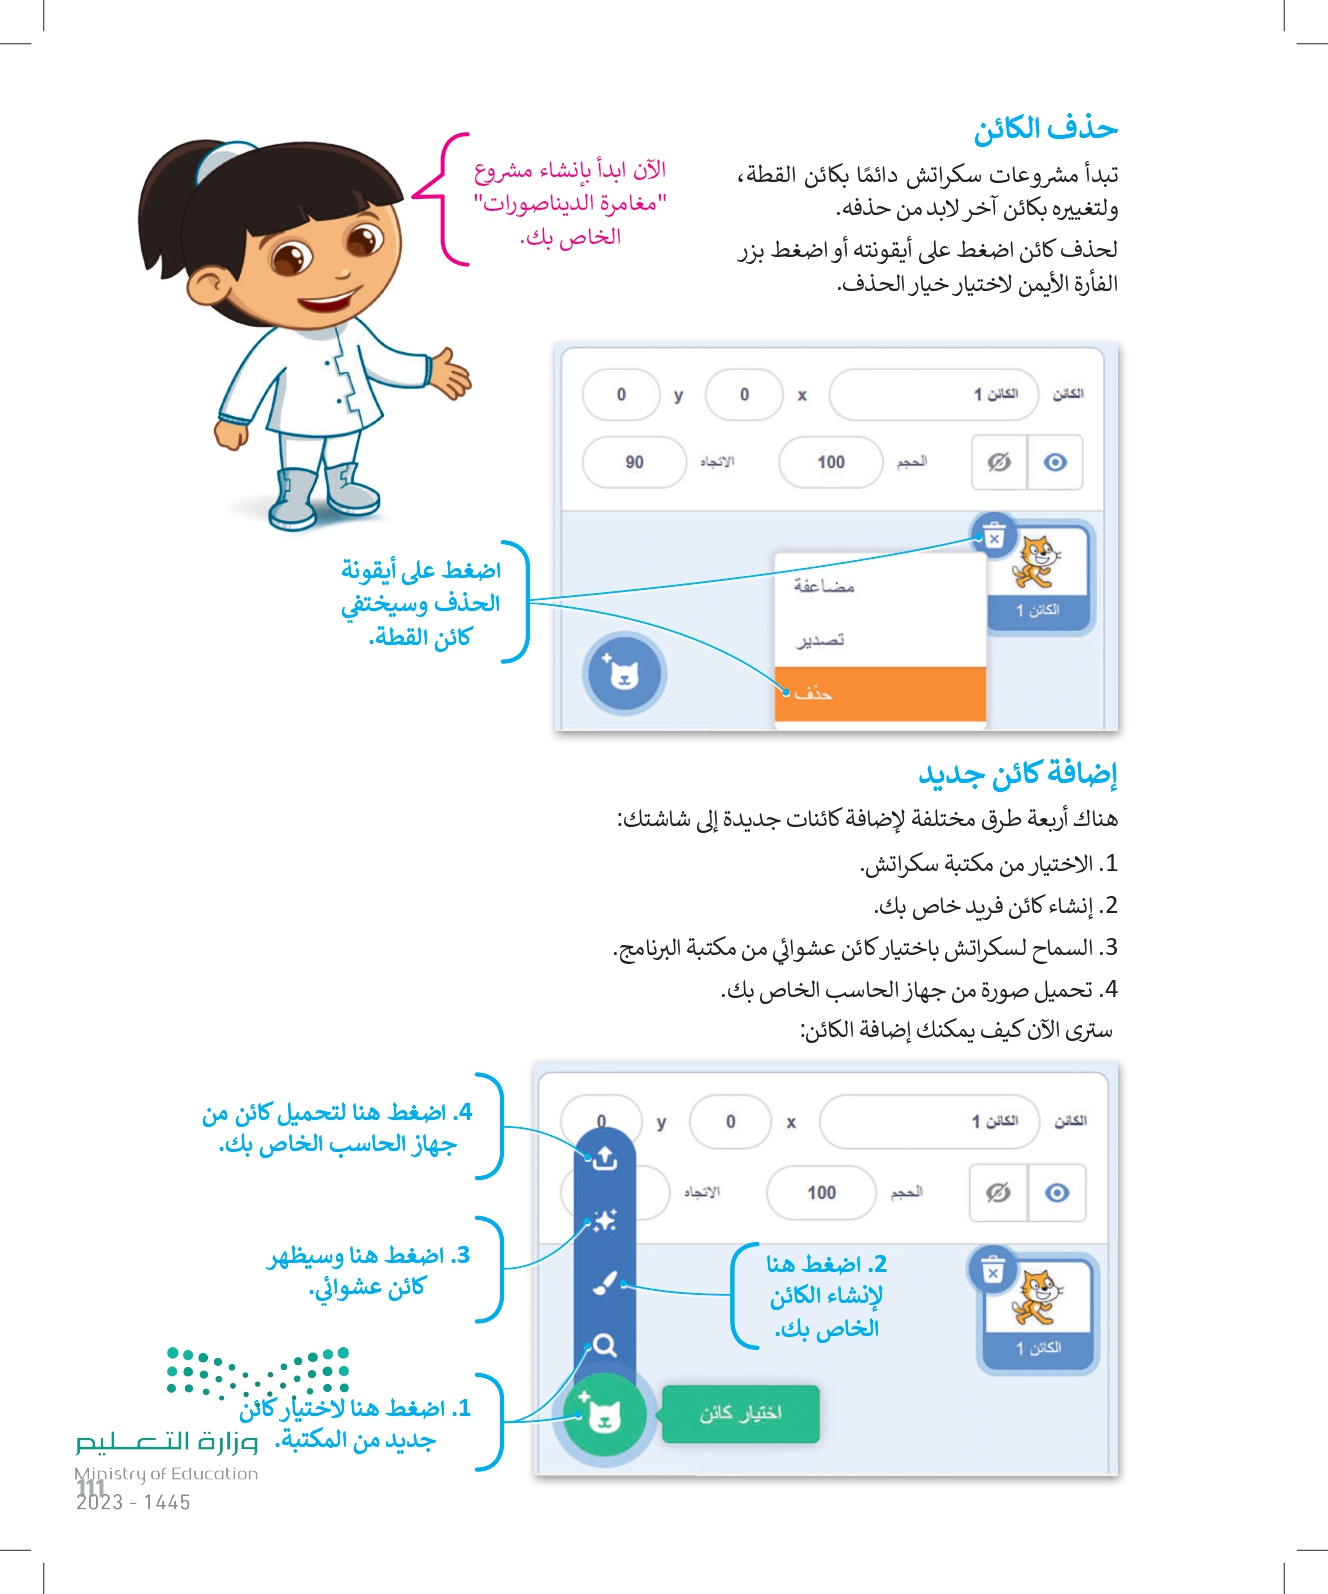 حذف الكائن
تبدأ مشروعات سكراتش دائمًا بكائن القطة،
ولتغييره بكائن آخر لابد من حذفه.
لحذف كائن اضغط على أيقونته أو اضغط بزر
الفأرة الأيمن لاختيار خيار الحذف.
الآن ابدأ بإنشاء مشروع
"مغامرة الديناصورات"
الخاص بك.
الكائن الكائن 1 x 0 y 0
الحجم 100 الاتجاه 90
مضاعفة
تصدير
حذف
الكائن 1
اضغط على أيقونة
الحذف وسيختفي
كائن القطة.
إضافة كائن جديد
هناك أربعة طرق مختلفة لإضافة كائنات جديدة إلى شاشتك:
1. الاختيار من مكتبة سكراتش.
2. إنشاء كائن فريد خاص بك.
3. السماح لسكراتش باختيار كائن عشوائي من مكتبة البرنامج.
4. تحميل صورة من جهاز الحاسب الخاص بك.
سترى الآن كيف يمكنك إضافة الكائن:
الكائن الكائن 1 x 0 y 0
الحجم 100 الاتجاه
4. اضغط هنا لتحميل كائن من
جهاز الحاسب الخاص بك.
3. اضغط هنا وسيظهر
كائن عشوائي.
2. اضغط هنا
لإنشاء الكائن
الخاص بك.
الكائن 1
اختيار كائن
1. اضغط هنا لاختيار كائن
جديد من المكتبة.
وزارة التعليم
Ministry of Education
111
2023 - 1445